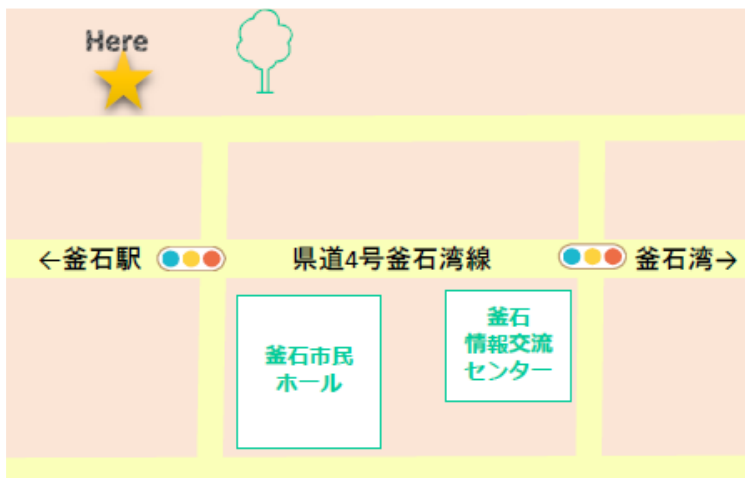 Here
←釜石駅
県道4号釜石湾線
釜石湾→
釜石市民
ホール
釜石
情報交流
センター